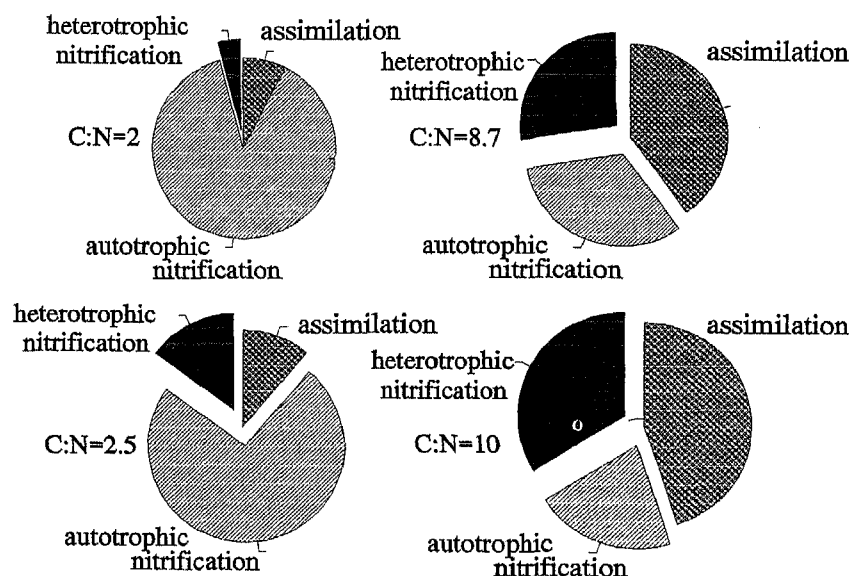 heterotrophic
nitrification
assimilation
C:N=2
autotrophic
nitrification
heterotrophic
nitrification
assimilation
C:N=8.7
autotrophic
nitrification
heterotrophic
nitrification
assimilation
C:N=2.5
autotrophic
nitrification
heterotrophic
nitrification
assimilation
o
C:N=10
autotrophic
nitrification